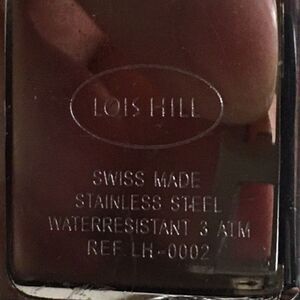 LOIS HILL
SWISS MADE
STAINLESS STEEL
WATERRESISTANT 3 ATM
REF. LH-0002